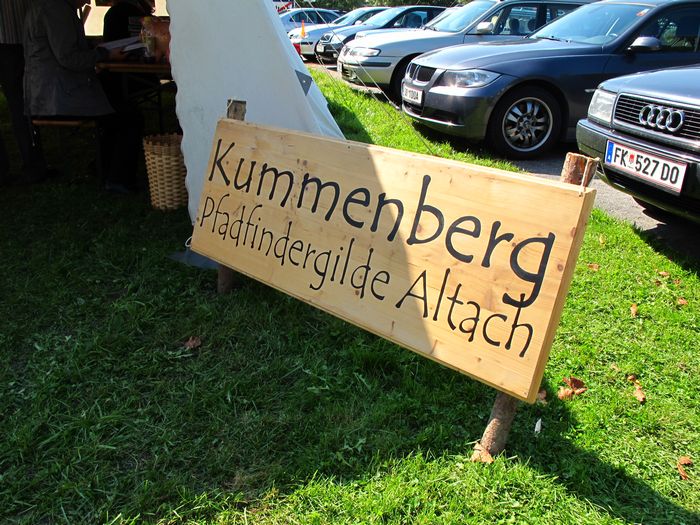 Kummenberg
Pfadfindergilde Altach
FK 527 DO